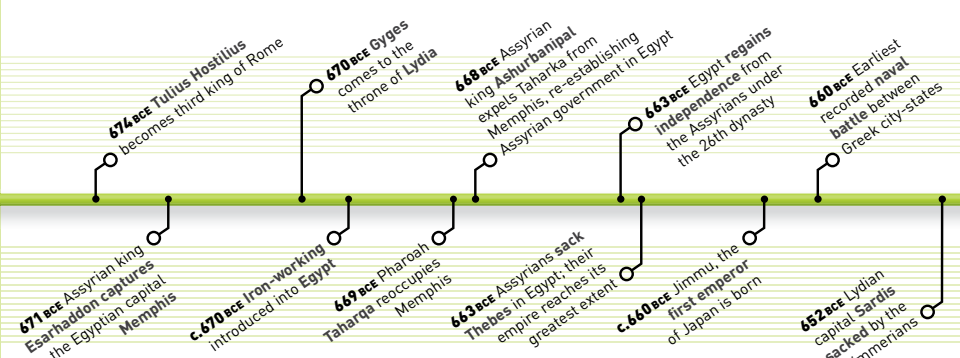 674 BCE Tulius Hostilius
becomes third king of Rome
670 BCE Gyges
comes to the
throne of Lydia
668 BCE Assyrian
king Ashurbanipal
expels Taharka from
Memphis, re-establishing
Assyrian government in Egypt
663 BCE Egypt regains
independence from
the Assyrians under
the 26th dynasty
660 BCE Earliest
recorded naval
battle between
Greek city-states
671 BCE Assyrian king
Esarhaddon captures
the Egyptian capital
Memphis
c.670 BCE Iron-working
introduced into Egypt
669 BCE Pharoah
Taharqa reoccupies
Memphis
663 BCE Assyrians sack
Thebes in Egypt; their
empire reaches its
greatest extent
c.660 BCE Jimmu, the
first emperor
of Japan is born
652 BCE Lydian
capital Sardis
sacked by the
immerians